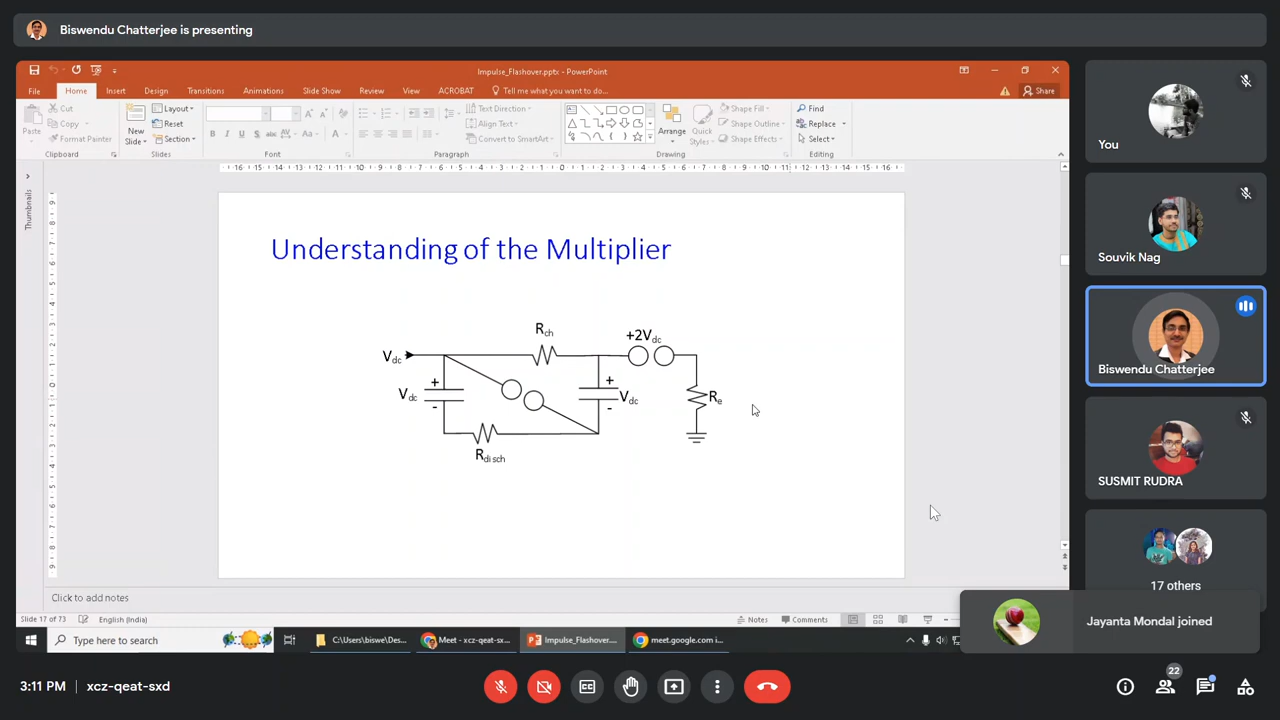 Biswendu Chatterjee is presenting
Impulse_Flashover.pptx - PowerPoint
File Home Insert Design Transitions Animations Slide Show Review View ACROBAT Tell me what you want to do... Share
Paste
Cut
Copy
Format Painter
Clipboard
New Slide
Layout
Reset
Section
Slides
Font
Text Direction
Align Text
Convert to SmartArt
Paragraph
Arrange
Quick Styles
Shape Fill
Shape Outline
Shape Effects
Drawing
Find
Replace
Select
Editing
Thumbnails
Understanding of the Multiplier
Rch
+2Vdc
Vdc
+
Vdc
-
+
Vdc
-
Re
Rdisch
Click to add notes
Slide 17 of 73 English (India) Notes Comments
Type here to search
C:\Users\biswe\Des...
Meet - xcz-qeat-sx...
Impulse_Flashover....
meet.google.com i...
You
Souvik Nag
Biswendu Chatterjee
SUSMIT RUDRA
17 others
Jayanta Mondal joined
3:11 PM xcz-qeat-sxd
22